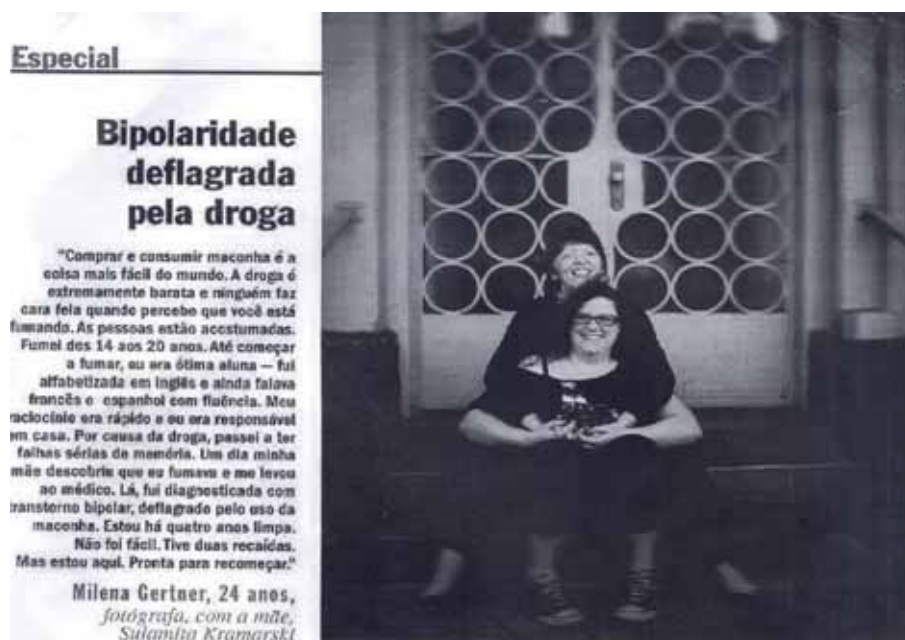 Especial
Bipolaridade
deflagrada
pela droga
"Comprar e consumir maconha é a
coisa mais fácil do mundo. A droga é
extremamente barata e ninguém faz
cara feia quando percebe que você está
fumando. As pessoas estão acostumadas.
Fumei dos 14 aos 20 anos. Até começar
a fumar, eu era ótima aluna — fui
alfabetizada em inglês e ainda falava
francês e espanhol com fluência. Meu
raciocínio era rápido e eu era responsável
em casa. Por causa da droga, passei a ter
falhas sérias de memória. Um dia minha
mãe descobriu que eu fumava e me levou
ao médico. Lá, fui diagnosticada com
transtorno bipolar, deflagrado pelo uso da
maconha. Estou há quatro anos limpa.
Não foi fácil. Tive duas recaídas.
Mas estou aqui. Pronta para recomeçar."
Milena Gertner, 24 anos,
fotógrafa, com a mãe,
Sulamita Kramarski